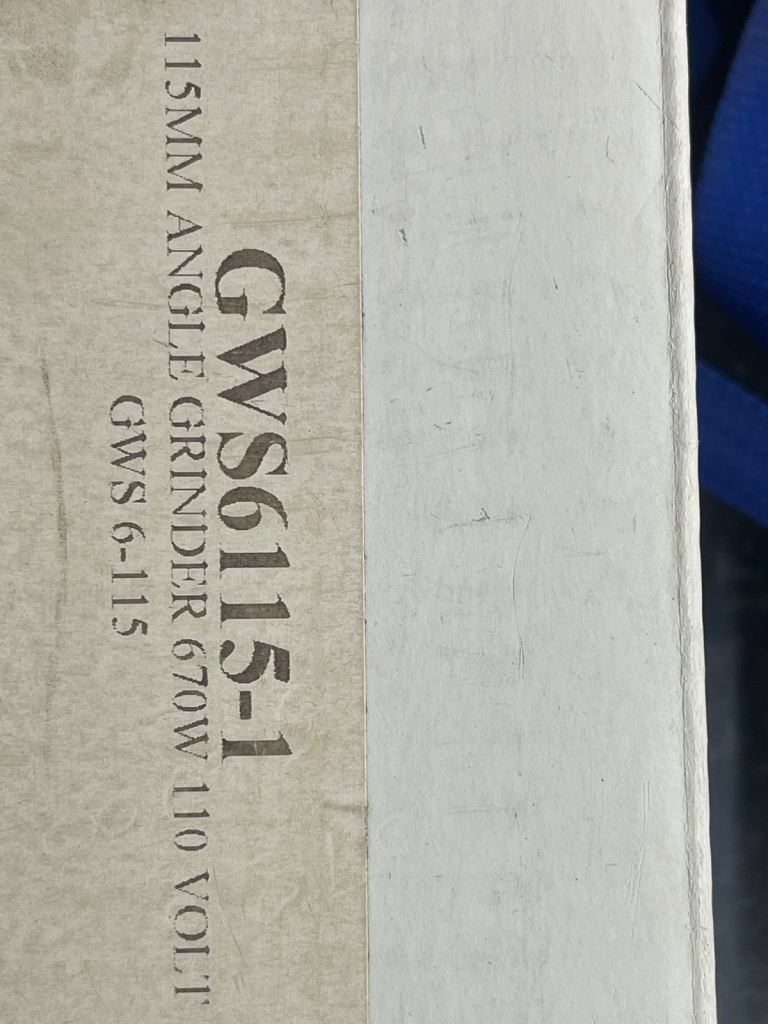 GWS6115-1
115MM ANGLE GRINDER 670W 110 VOLT
GWS 6-115